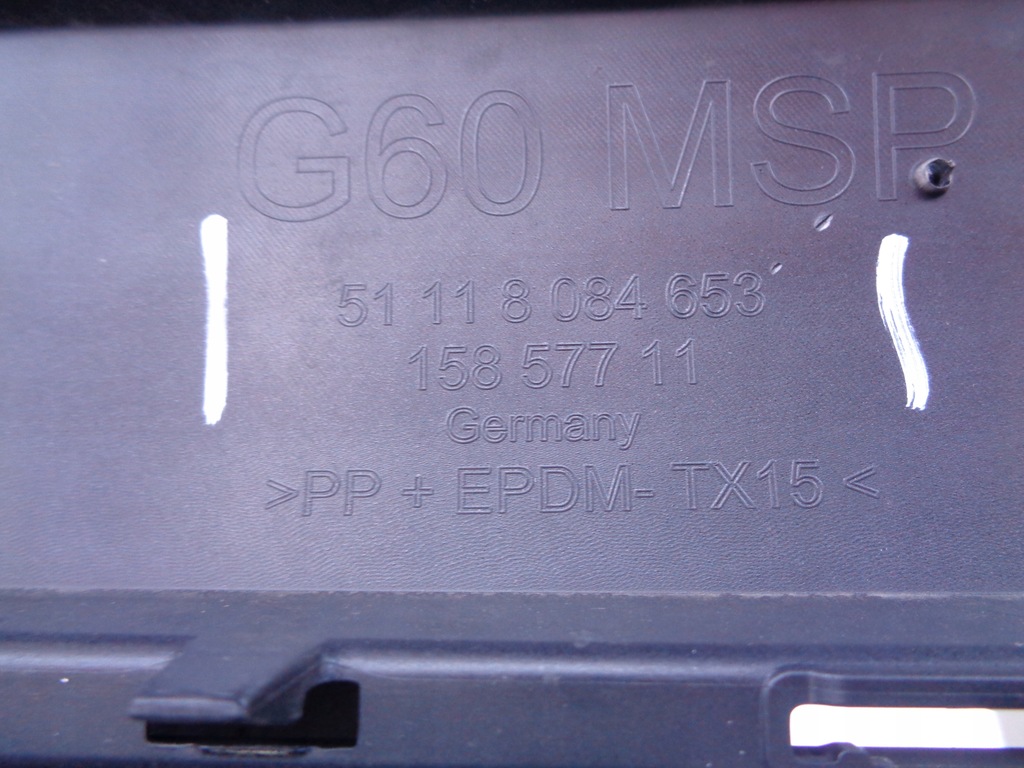 G60 MSP
51 11 8 084 653
158 577 11
Germany
>PP + EPDM- TX15 <